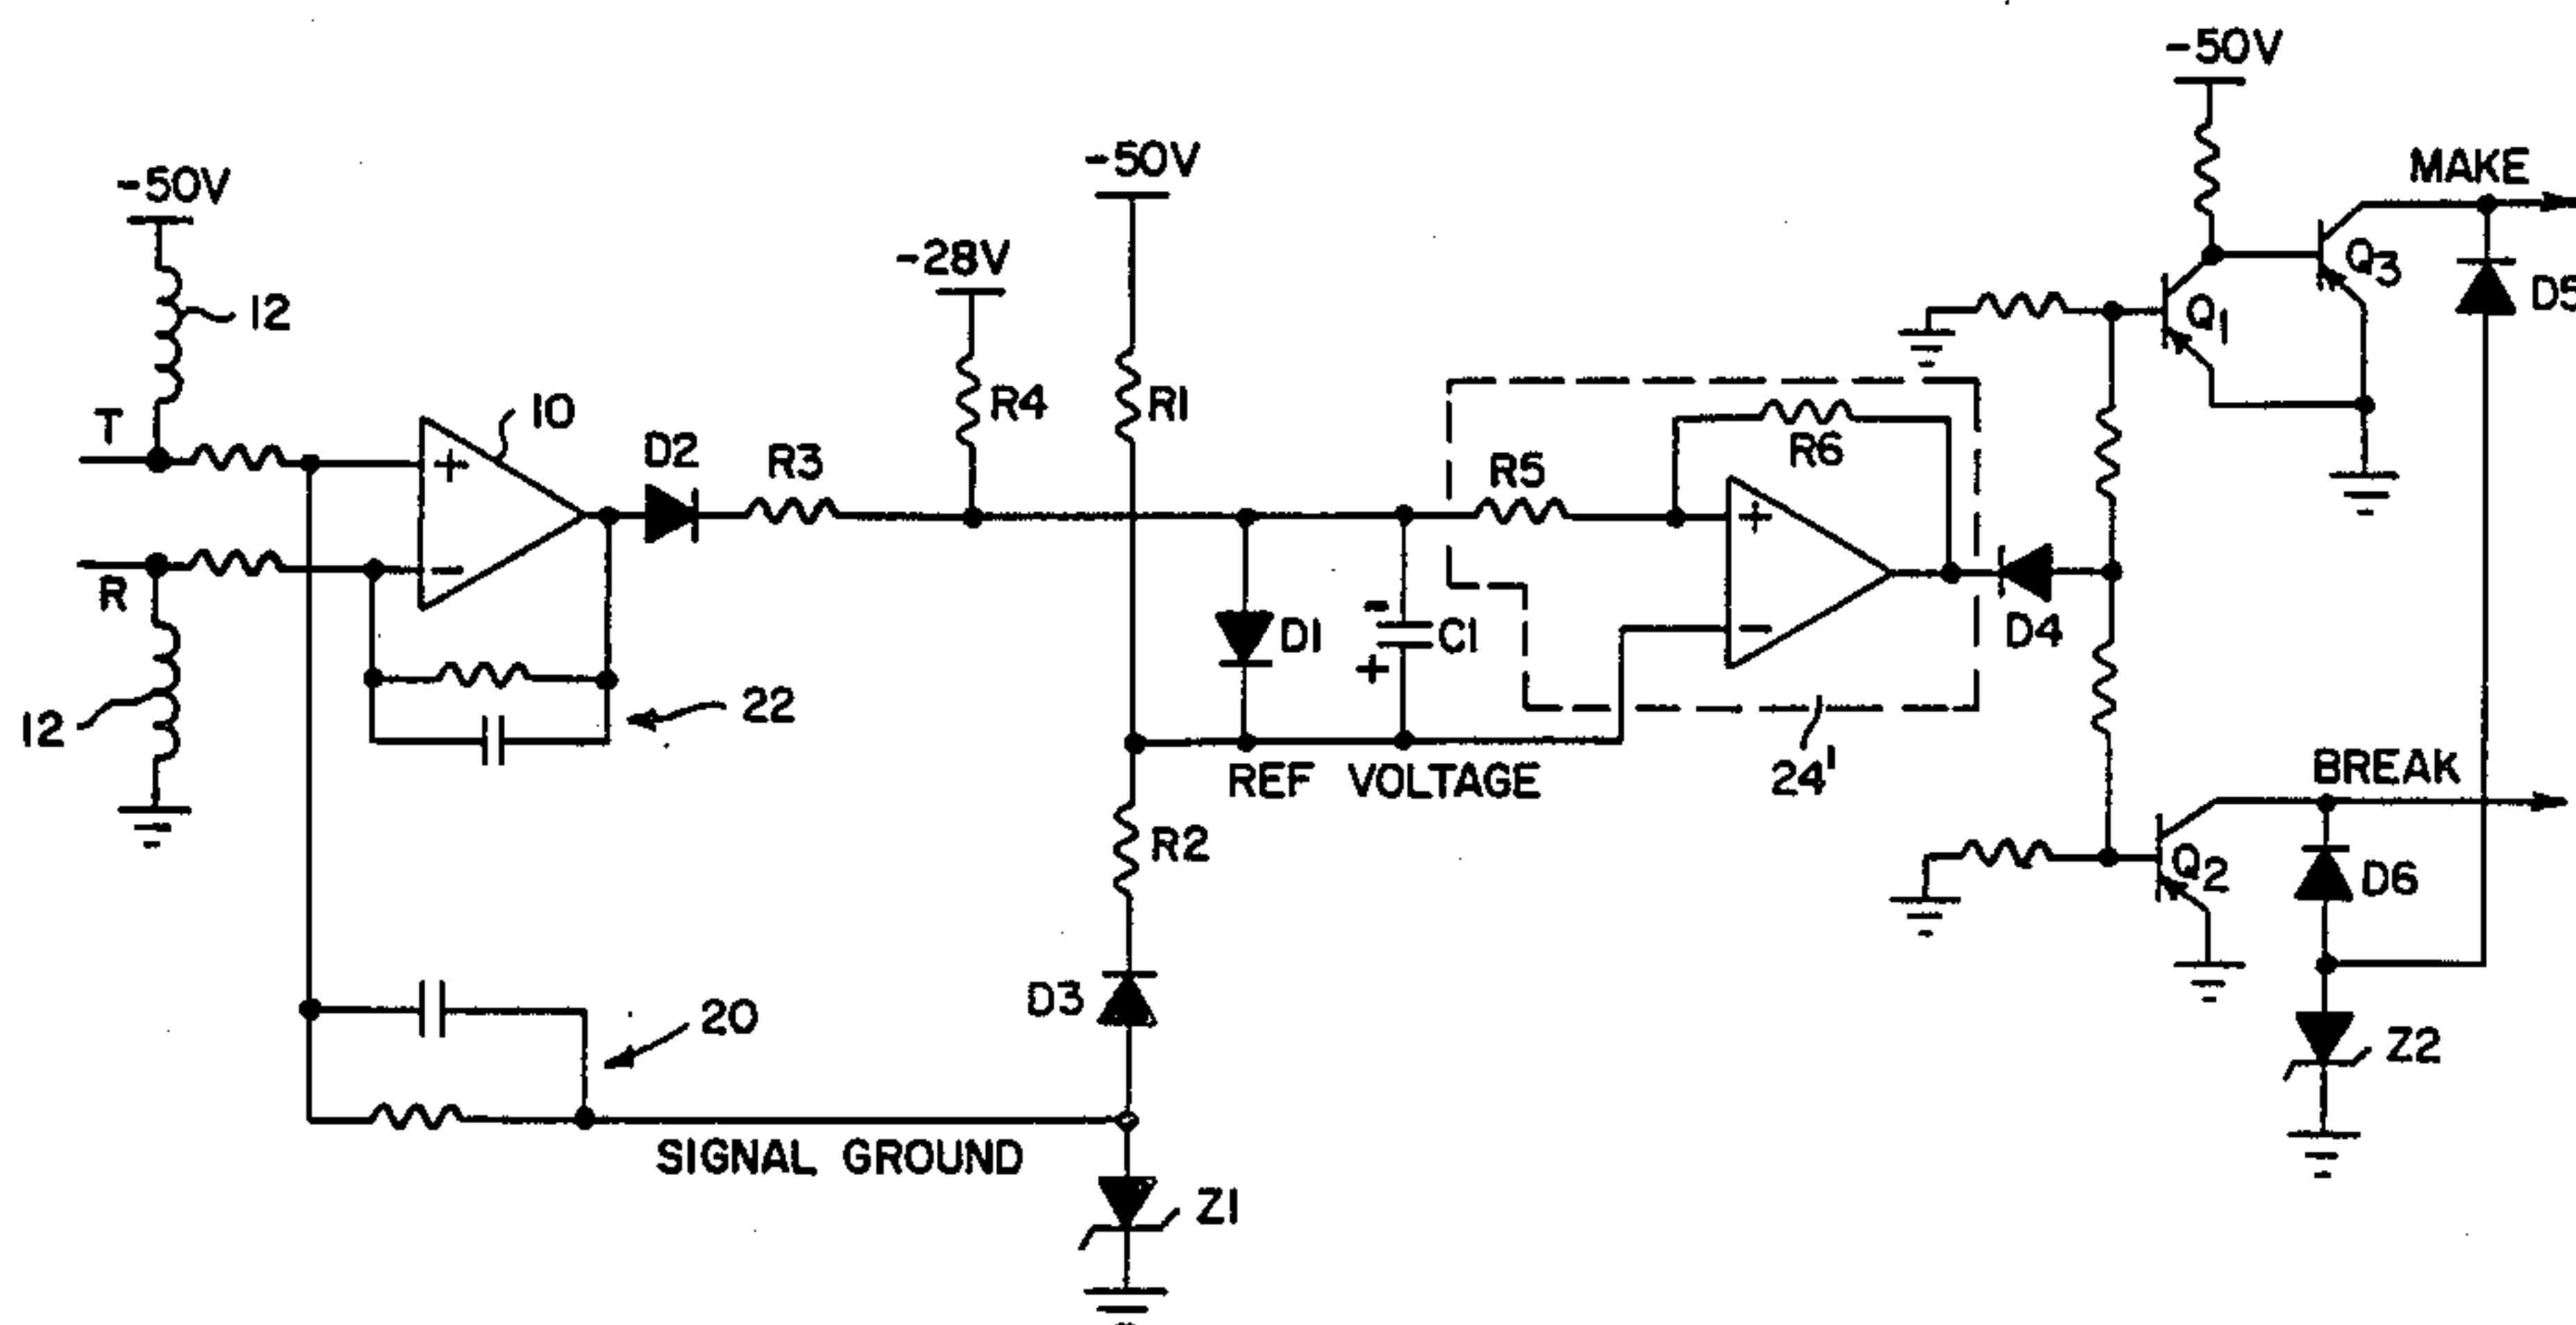 -50V
MAKE
-50V
-50V
-28V
12
Q1
Q3
D5
T
10
D2
R3
R4
R1
R5
R6
+
+
R
-
D1
-
C1
+
-
D4
12
22
REF VOLTAGE
24'
BREAK
R2
Q2
D6
D3
20
Z2
SIGNAL GROUND
Z1